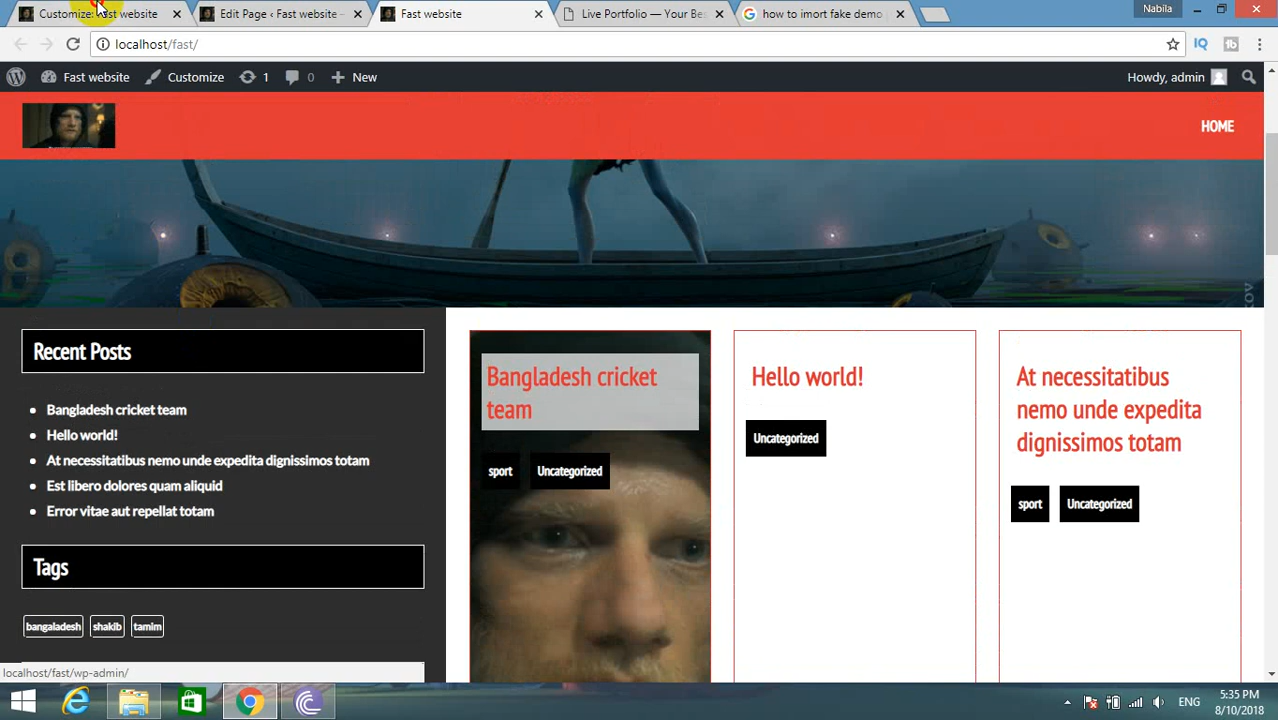 Customize: Fast website
Edit Page ‹ Fast website -
Fast website
Live Portfolio — Your Bes
how to imort fake demo
Nabila
localhost/fast/
Fast website
Customize
1
0
New
Howdy, admin
HOME
Recent Posts
Bangladesh cricket team
Hello world!
At necessitatibus nemo unde expedita dignissimos totam
Est libero dolores quam aliquid
Error vitae aut repellat totam
Tags
bangaladesh shakib tamim
Bangladesh cricket
team
sport Uncategorized
Hello world!
Uncategorized
At necessitatibus
nemo unde expedita
dignissimos totam
sport Uncategorized
localhost/fast/wp-admin/
ENG
5:35 PM
8/10/2018